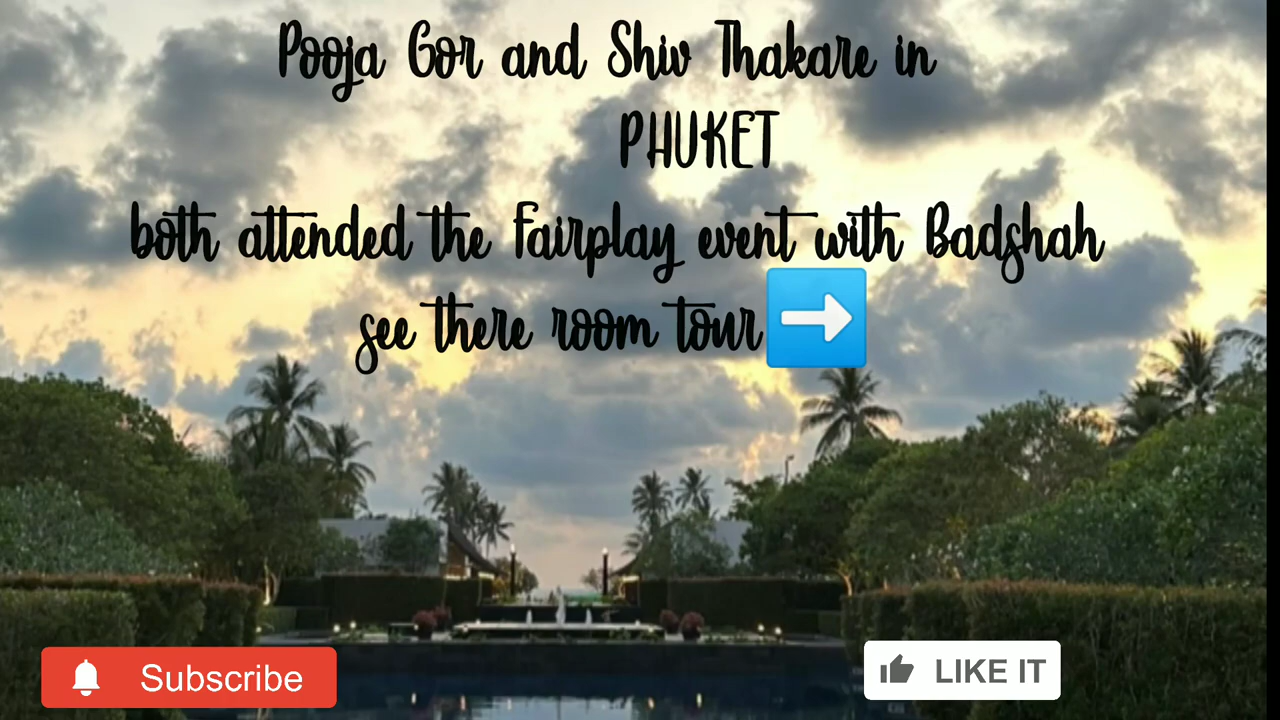 Pooja Gor and Shiv Thakare in
PHUKET
both attended the Fairplay event with Badshah
see there room tour
Subscribe
LIKE IT